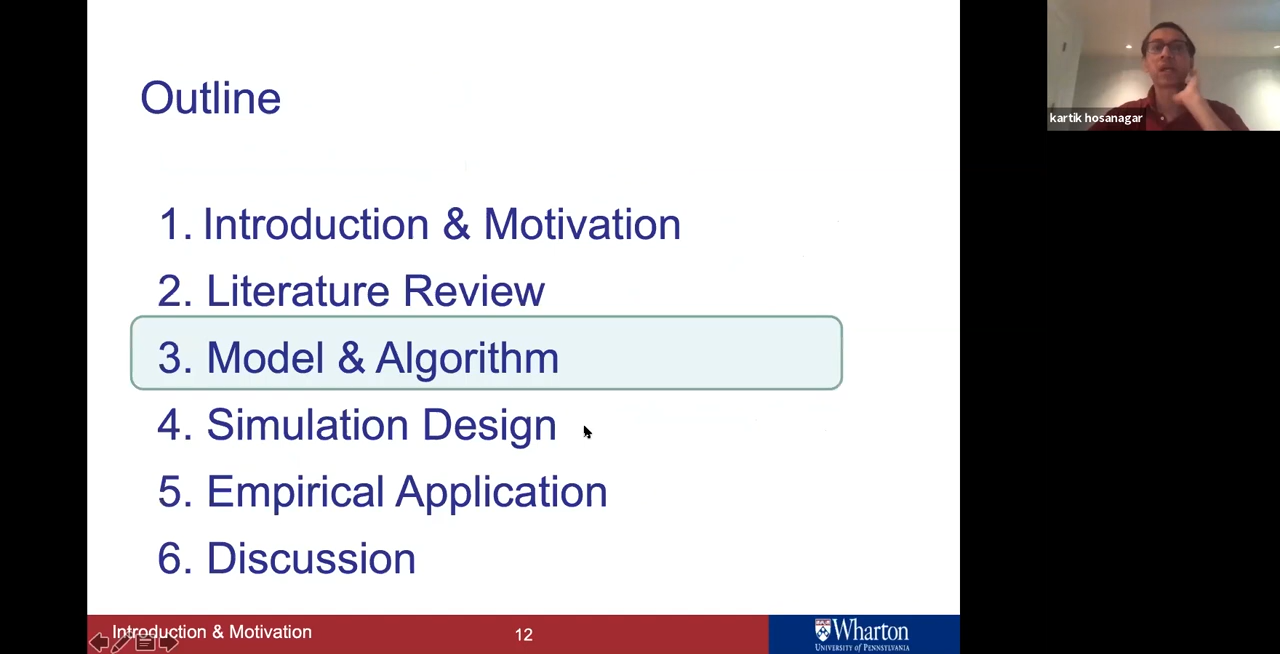 Outline
1. Introduction & Motivation
2. Literature Review
3. Model & Algorithm
4. Simulation Design
5. Empirical Application
6. Discussion
Introduction & Motivation
12
Wharton
UNIVERSITY of PENNSYLVANIA
kartik hosanagar